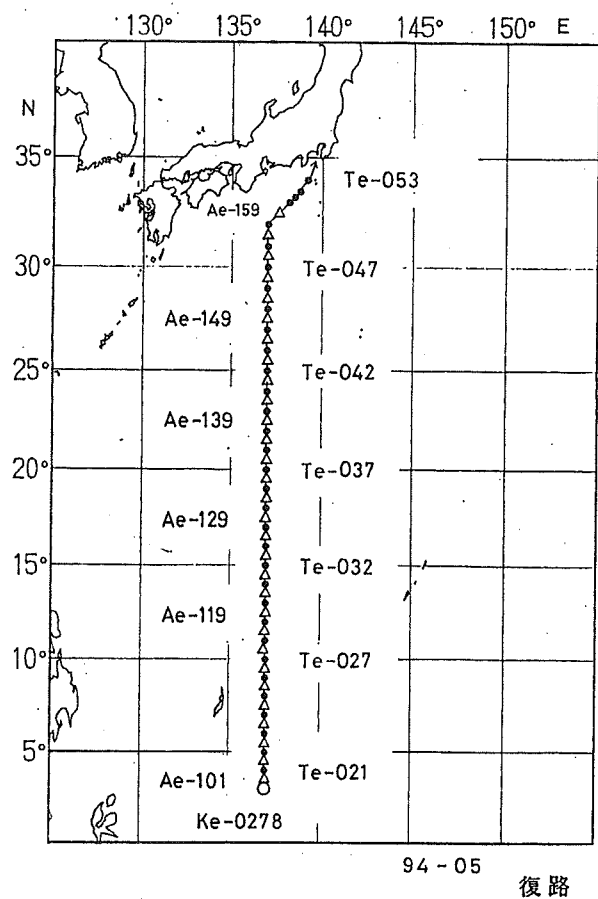 130° 135° 140° 145° 150° E
N
35°
Te-053
Ae-159
30°
Te-047
Ae-149
25°
Te-042
Ae-139
20°
Te-037
Ae-129
15°
Te-032
Ae-119
10°
Te-027
5°
Ae-101
Te-021
Ke-0278
94-05
復路